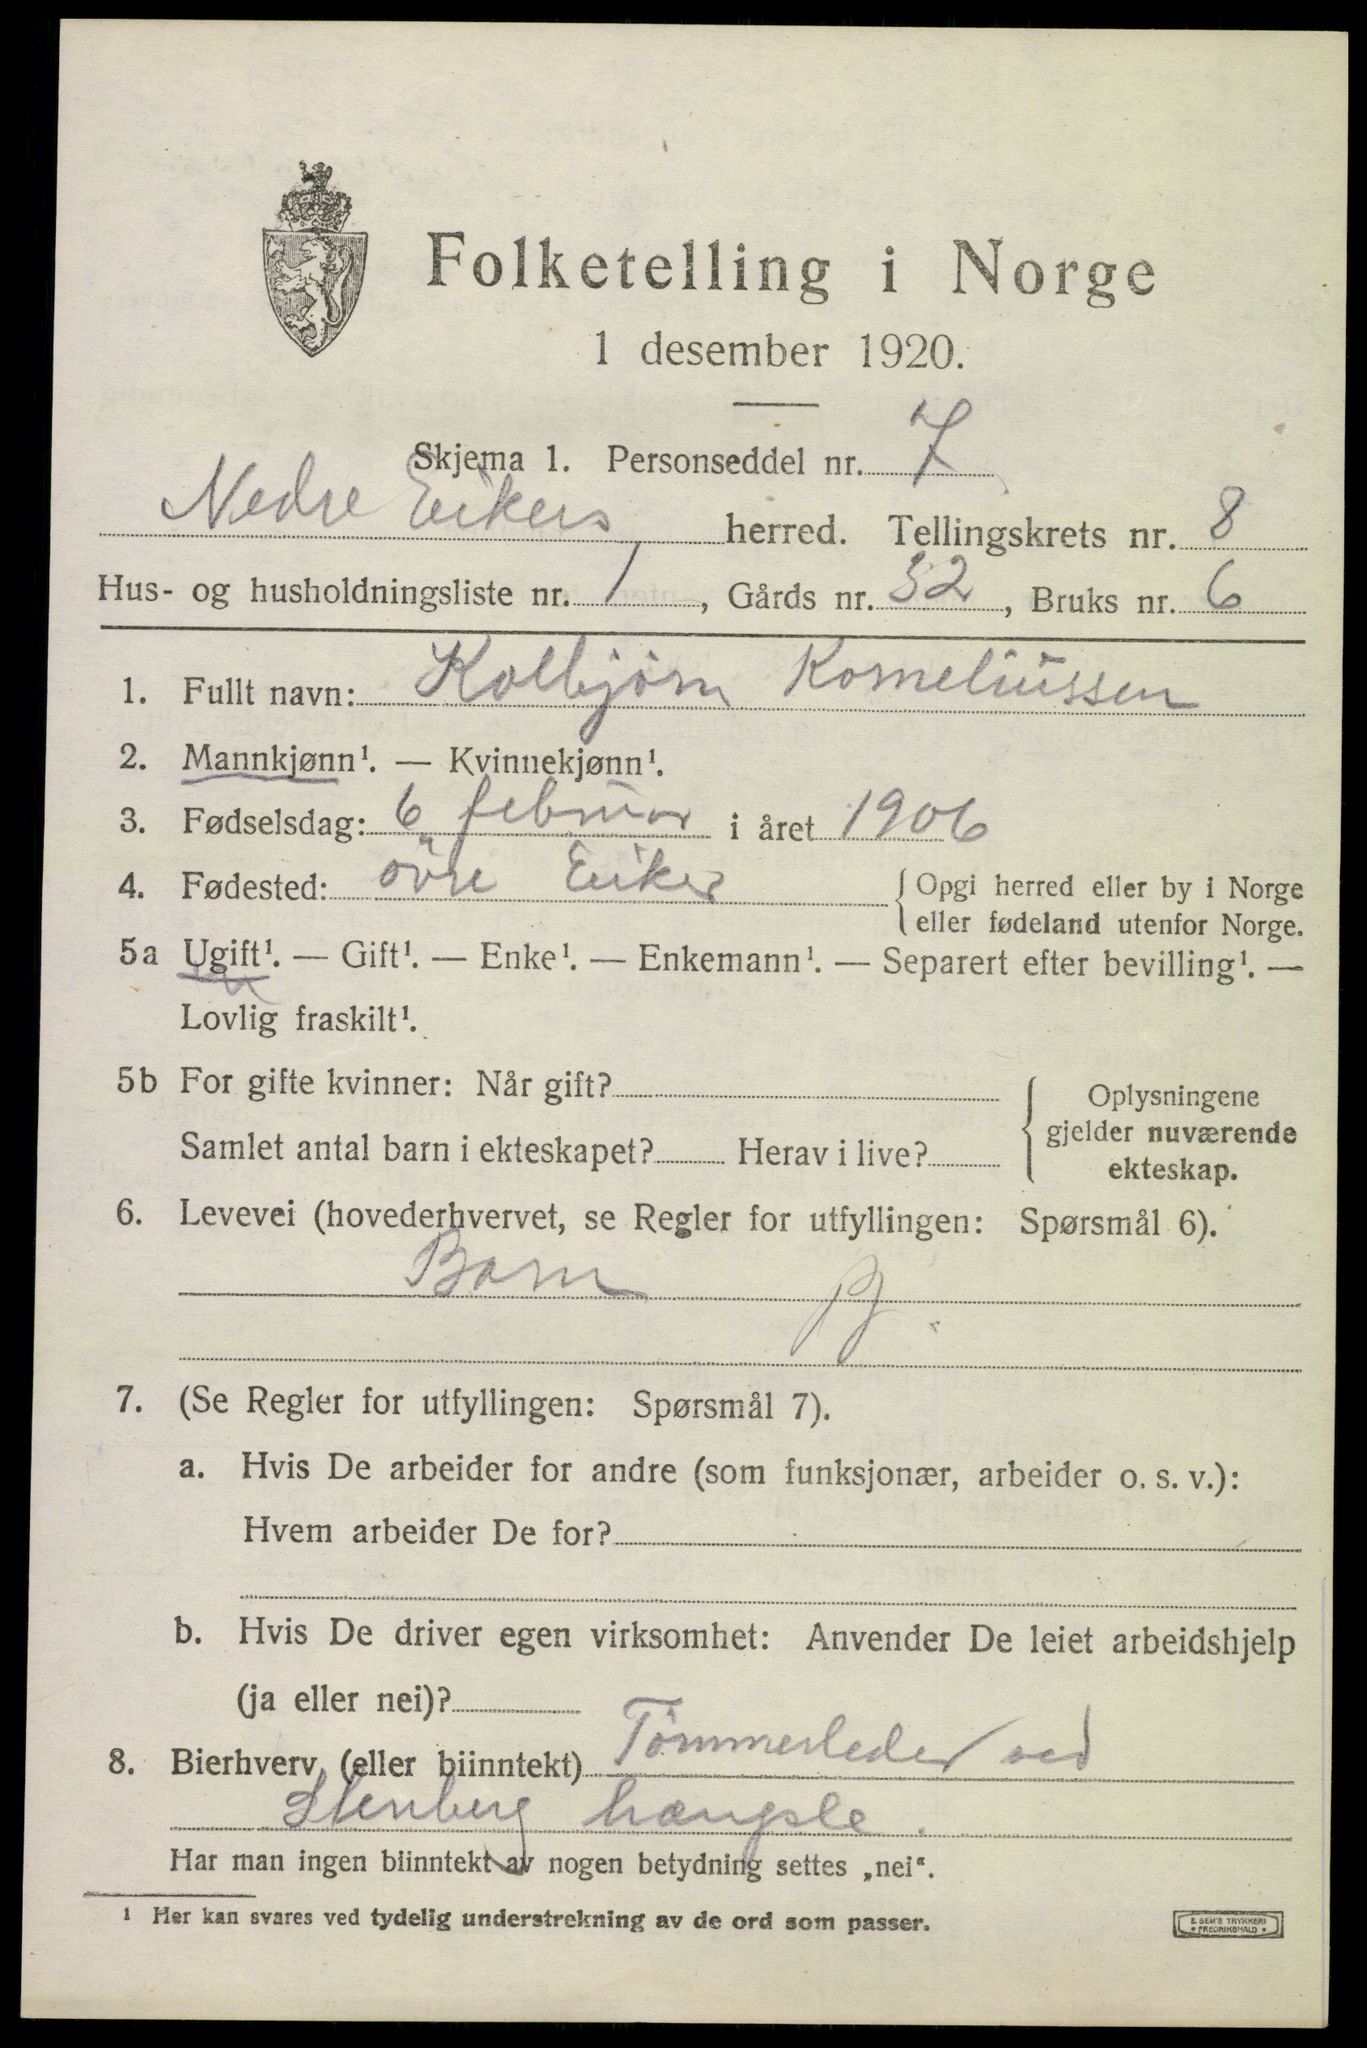 Folketelling i Norge
1 desember 1920.
Skjema 1. Personseddel nr. 7
Nedre Eikers herred. Tellingskrets nr. 8
Hus- og husholdningsliste nr. 1, Gårds nr. 52, Bruks nr. 6
1. Fullt navn: Kolbjørn Korneliussen
2. Mannkjønn¹. — Kvinnekjønn¹.
3. Fødselsdag: 6 februar i året 1906
4. Fødested: övre Eiker {Opgi herred eller by i Norge
eller fødeland utenfor Norge.
5a Ugift¹. — Gift¹. — Enke¹. — Enkemann¹. — Separert efter bevilling¹. —
Lovlig fraskilt¹.
5b For gifte kvinner: Når gift? Oplysningene
gjelder nuværende
Samlet antal barn i ekteskapet? Herav i live?
ekteskap.
6. Levevei (hovederhvervet, se Regler for utfyllingen: Spørsmål 6).
Barn B.
7. (Se Regler for utfyllingen: Spørsmål 7).
a. Hvis De arbeider for andre (som funksjonær, arbeider o. s. v.):
Hvem arbeider De for?
b. Hvis De driver egen virksomhet: Anvender De leiet arbeidshjelp
(ja eller nei)?
8. Bierhverv (eller biinntekt) Tømmerleder ved
Stenberg hængsle.
Har man ingen biinntekt av nogen betydning settes „nei“.
¹ Her kan svares ved tydelig understrekning av de ord som passer.
E. SEM'S TRYKKERI
FREDRIKSHALD